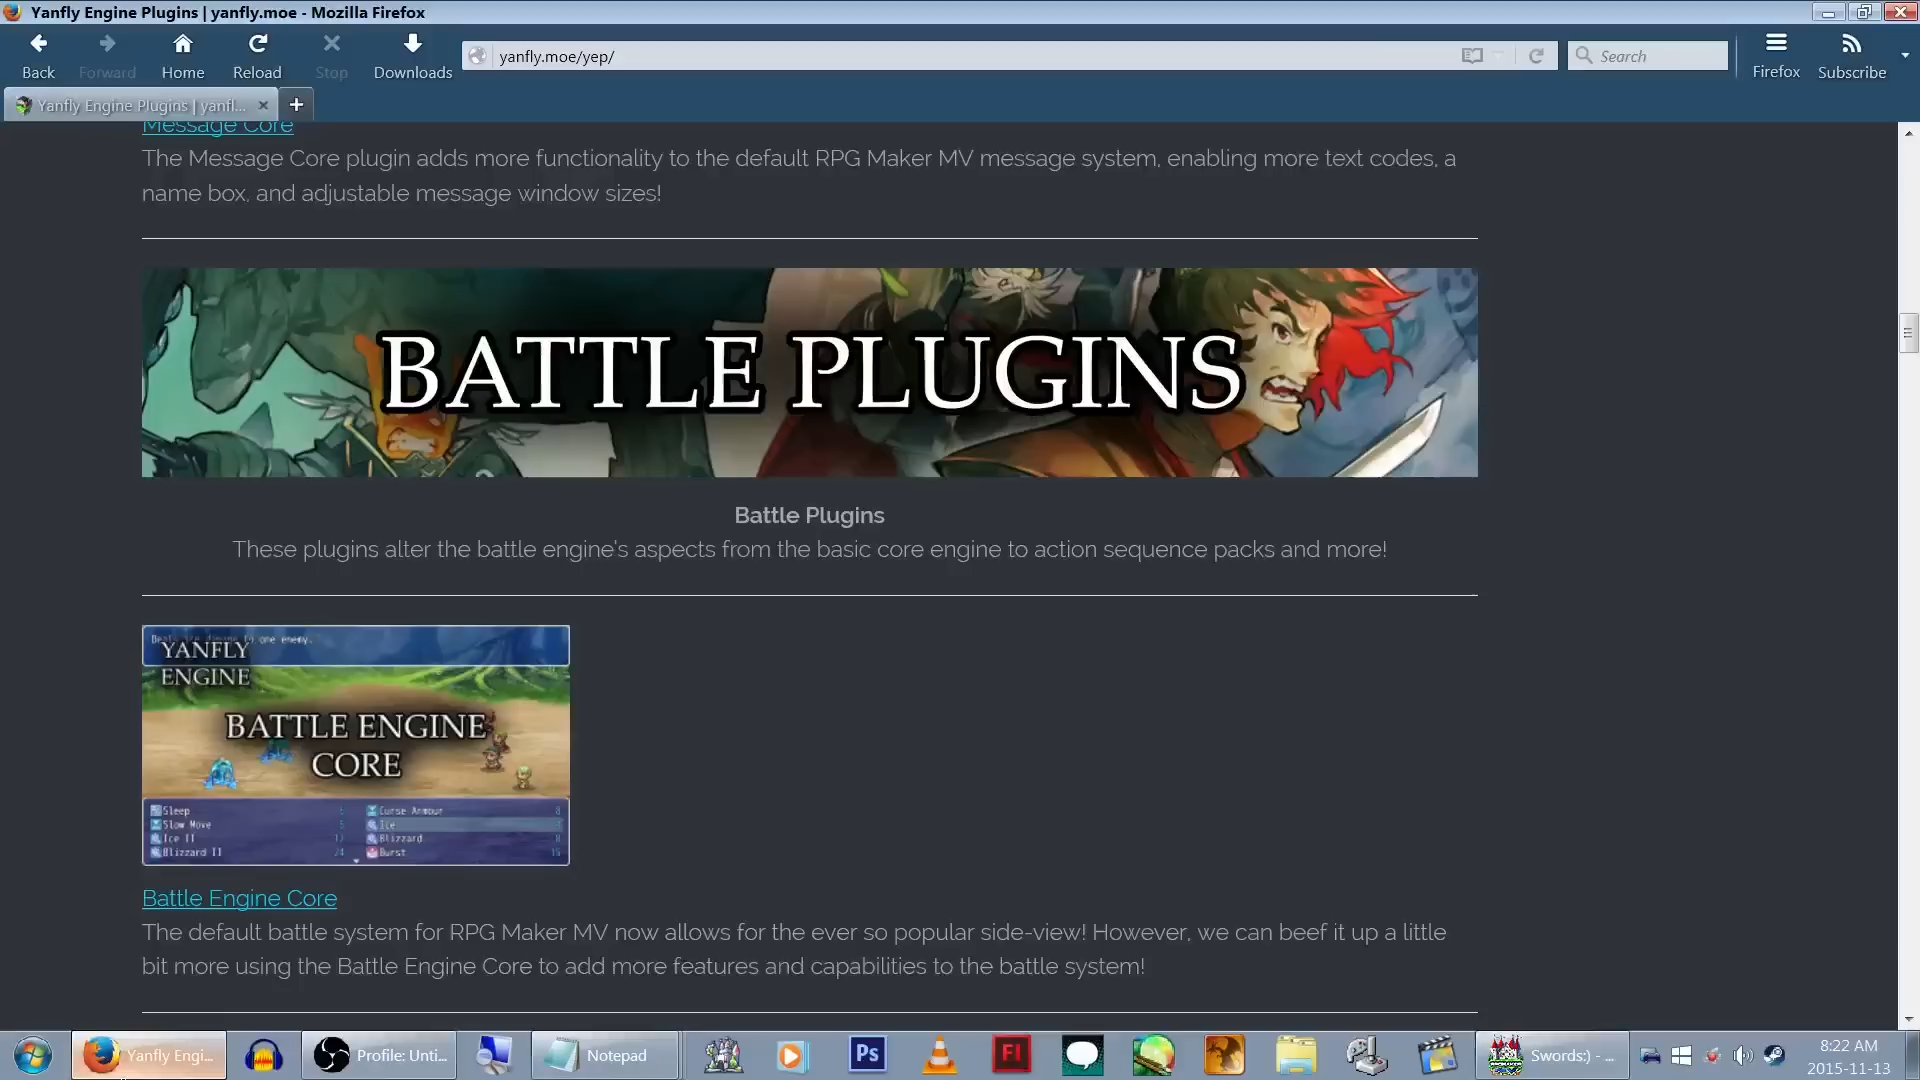 Yanfly Engine Plugins | yanfly.moe - Mozilla Firefox
Back
Forward
Home
Reload
Stop
Downloads
yanfly.moe/yep/
Search
Firefox
Subscribe
Yanfly Engine Plugins | yanfl...
Message Core
The Message Core plugin adds more functionality to the default RPG Maker MV message system, enabling more text codes, a
name box, and adjustable message window sizes!
BATTLE PLUGINS
Battle Plugins
These plugins alter the battle engine's aspects from the basic core engine to action sequence packs and more!
to one enemy.
YANFLY
ENGINE
BATTLE ENGINE
CORE
Sleep
Curse Armour
Slow Move
Ice
Ice II
Blizzard
Blizzard II 24
Burst 15
Battle Engine Core
The default battle system for RPG Maker MV now allows for the ever so popular side-view! However, we can beef it up a little
bit more using the Battle Engine Core to add more features and capabilities to the battle system!
Yanfly Engi...
Profile: Unti...
Notepad
Ps
Fl
Swords:) - ...
8:22 AM
2015-11-13